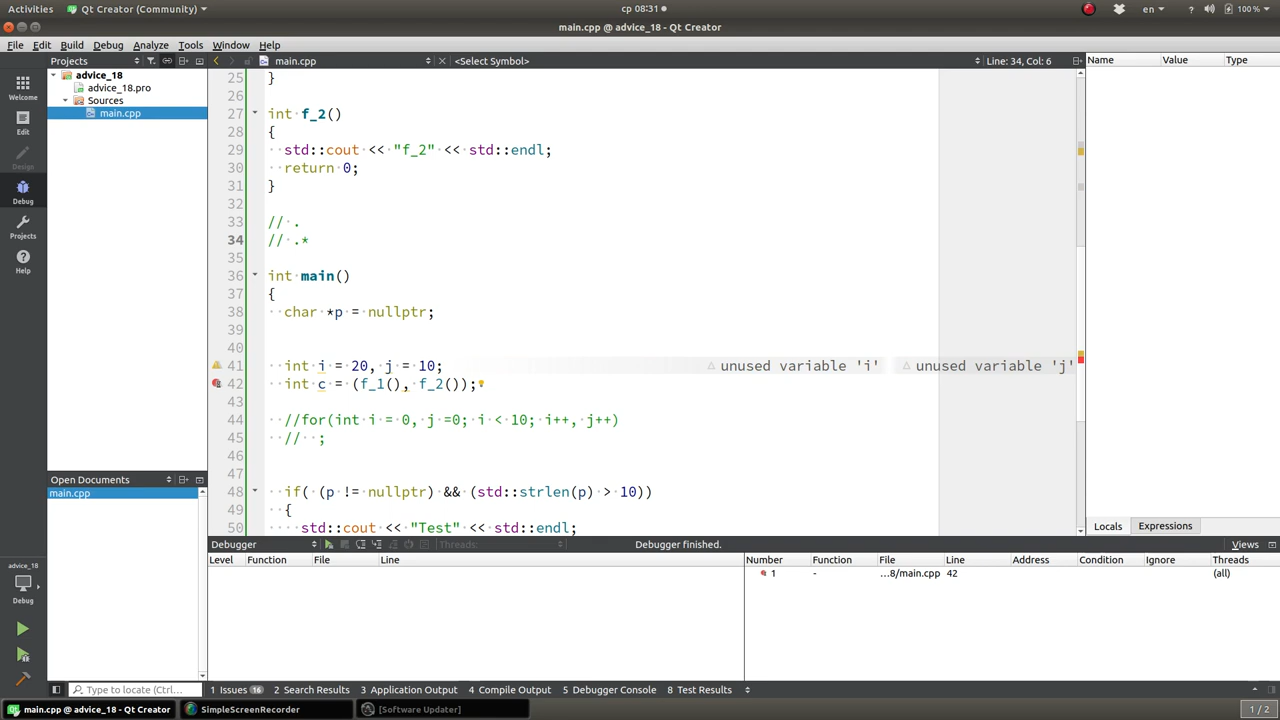 Activities
Qt Creator (Community)
ср 08:31
en
?
100 %
main.cpp @ advice_18 - Qt Creator
File Edit Build Debug Analyze Tools Window Help
Projects
main.cpp
<Select Symbol>
Line: 34, Col: 6
Name Value Type
Welcome
Edit
Design
Debug
Projects
Help
advice_18
advice_18.pro
Sources
main.cpp
25 }
26
27 int f_2()
28 {
29 std::cout << "f_2" << std::endl;
30 return 0;
31 }
32
33 // .
34 // .*
35
36 int main()
37 {
38 char *p = nullptr;
39
40
41 int i = 20, j = 10; unused variable 'i' unused variable 'j'
42 int c = (f_1(), f_2());
43
44 //for(int i = 0, j =0; i < 10; i++, j++)
45 // ;
46
47
48 if( (p != nullptr) && (std::strlen(p) > 10))
49 {
50 std::cout << "Test" << std::endl;
Open Documents
main.cpp
Locals Expressions
Debugger
Threads:
Debugger finished.
Views
Level Function File Line
Number Function File Line Address Condition Ignore Threads
1 - ...8/main.cpp 42 (all)
advice_18
Debug
Type to locate (Ctrl...
1 Issues 16 2 Search Results 3 Application Output 4 Compile Output 5 Debugger Console 8 Test Results
main.cpp @ advice_18 - Qt Creator
SimpleScreenRecorder
[Software Updater]
1 / 2